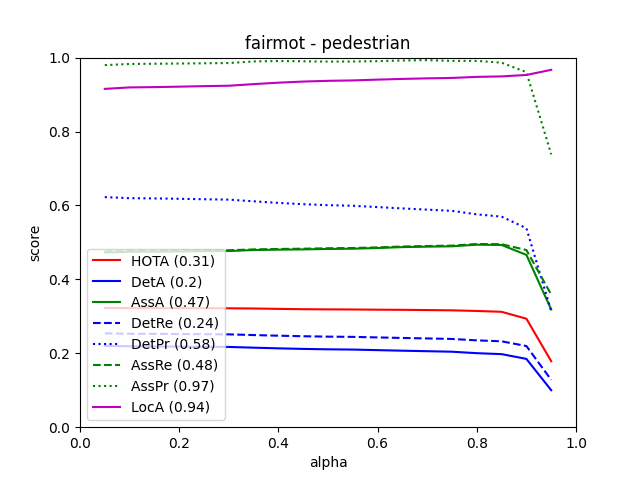 fairmot - pedestrian
1.0
0.8
0.6
0.4
0.2
0.0
score
HOTA (0.31)
DetA (0.2)
AssA (0.47)
DetRe (0.24)
DetPr (0.58)
AssRe (0.48)
AssPr (0.97)
LocA (0.94)
0.0 0.2 0.4 0.6 0.8 1.0
alpha